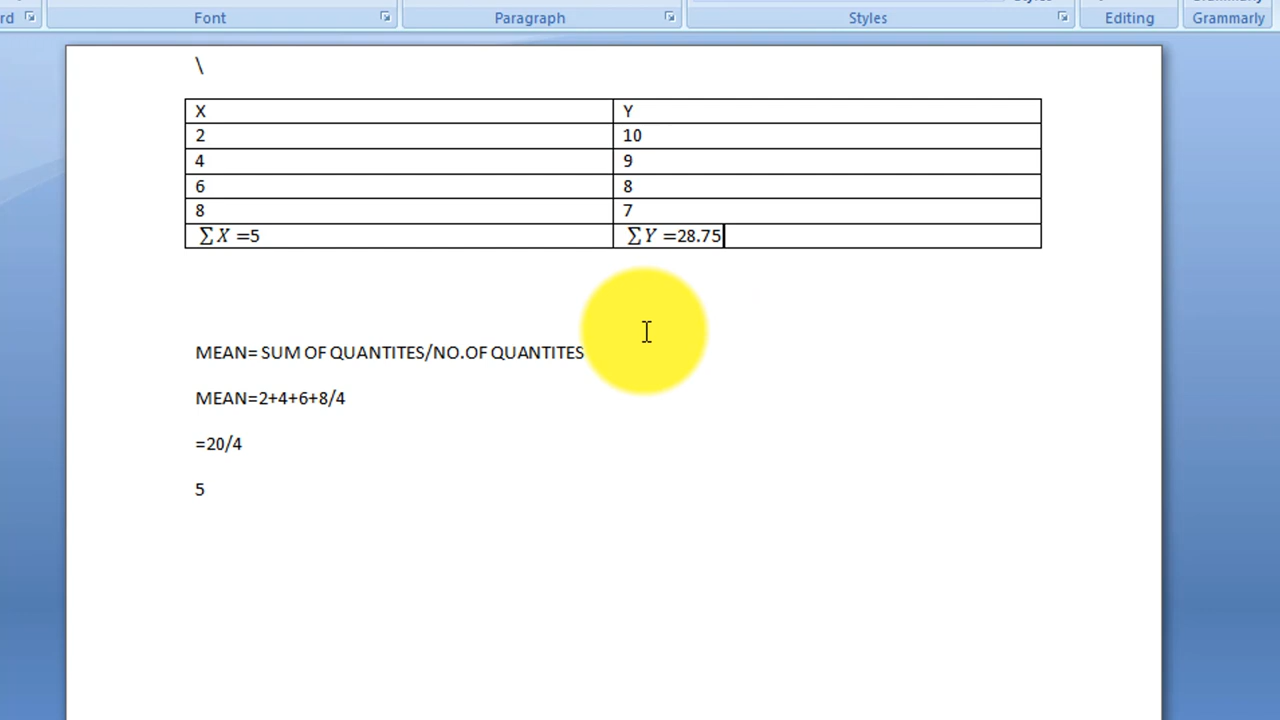 rd Font Paragraph Styles Editing Grammarly
\
X Y
2 10
4 9
6 8
8 7
∑X =5 ∑Y =28.75
MEAN= SUM OF QUANTITES/NO.OF QUANTITES
MEAN=2+4+6+8/4
=20/4
5